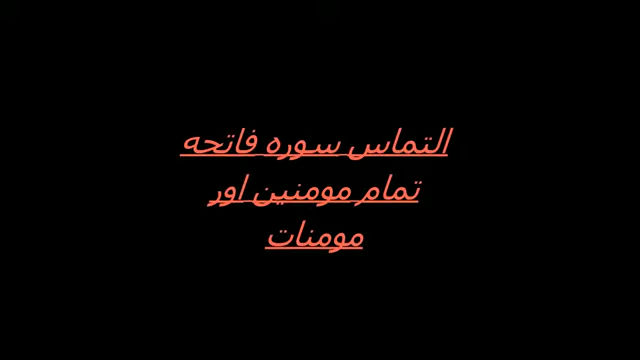 التماس سورہ فاتحہ
تمام مومنین اور
مومنات